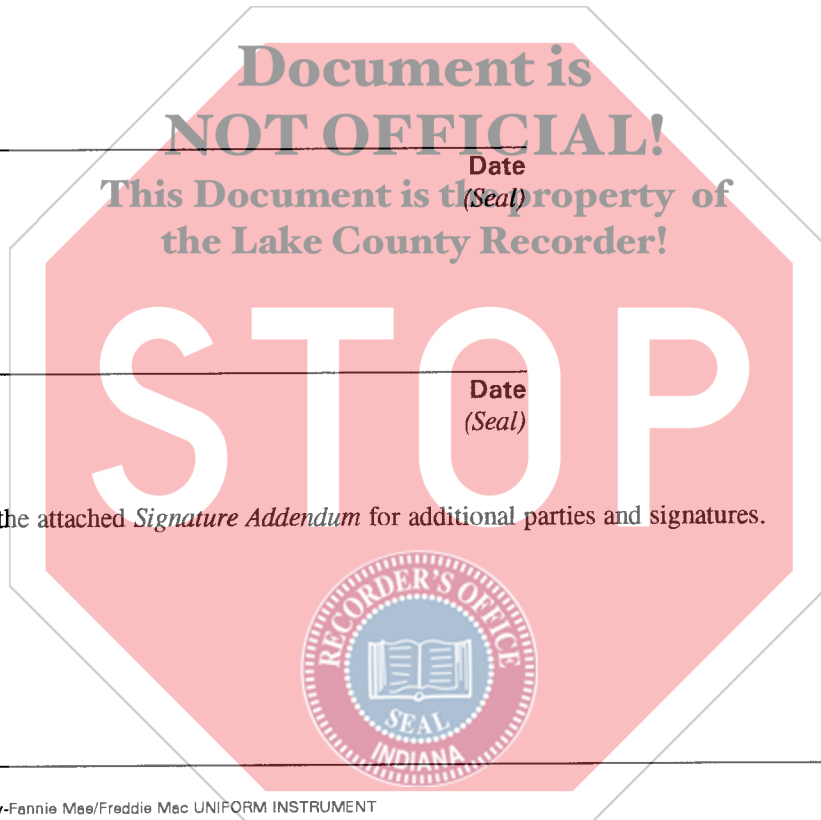 Document is
NOT OFFICIAL!
Date
This Document is the property of
(Seal)
the Lake County Recorder!
STOP
Date
(Seal)
the attached Signature Addendum for additional parties and signatures.
RECORDER'S OFFICE
SEAL
INDIANA
-Fannie Mae/Freddie Mac UNIFORM INSTRUMENT